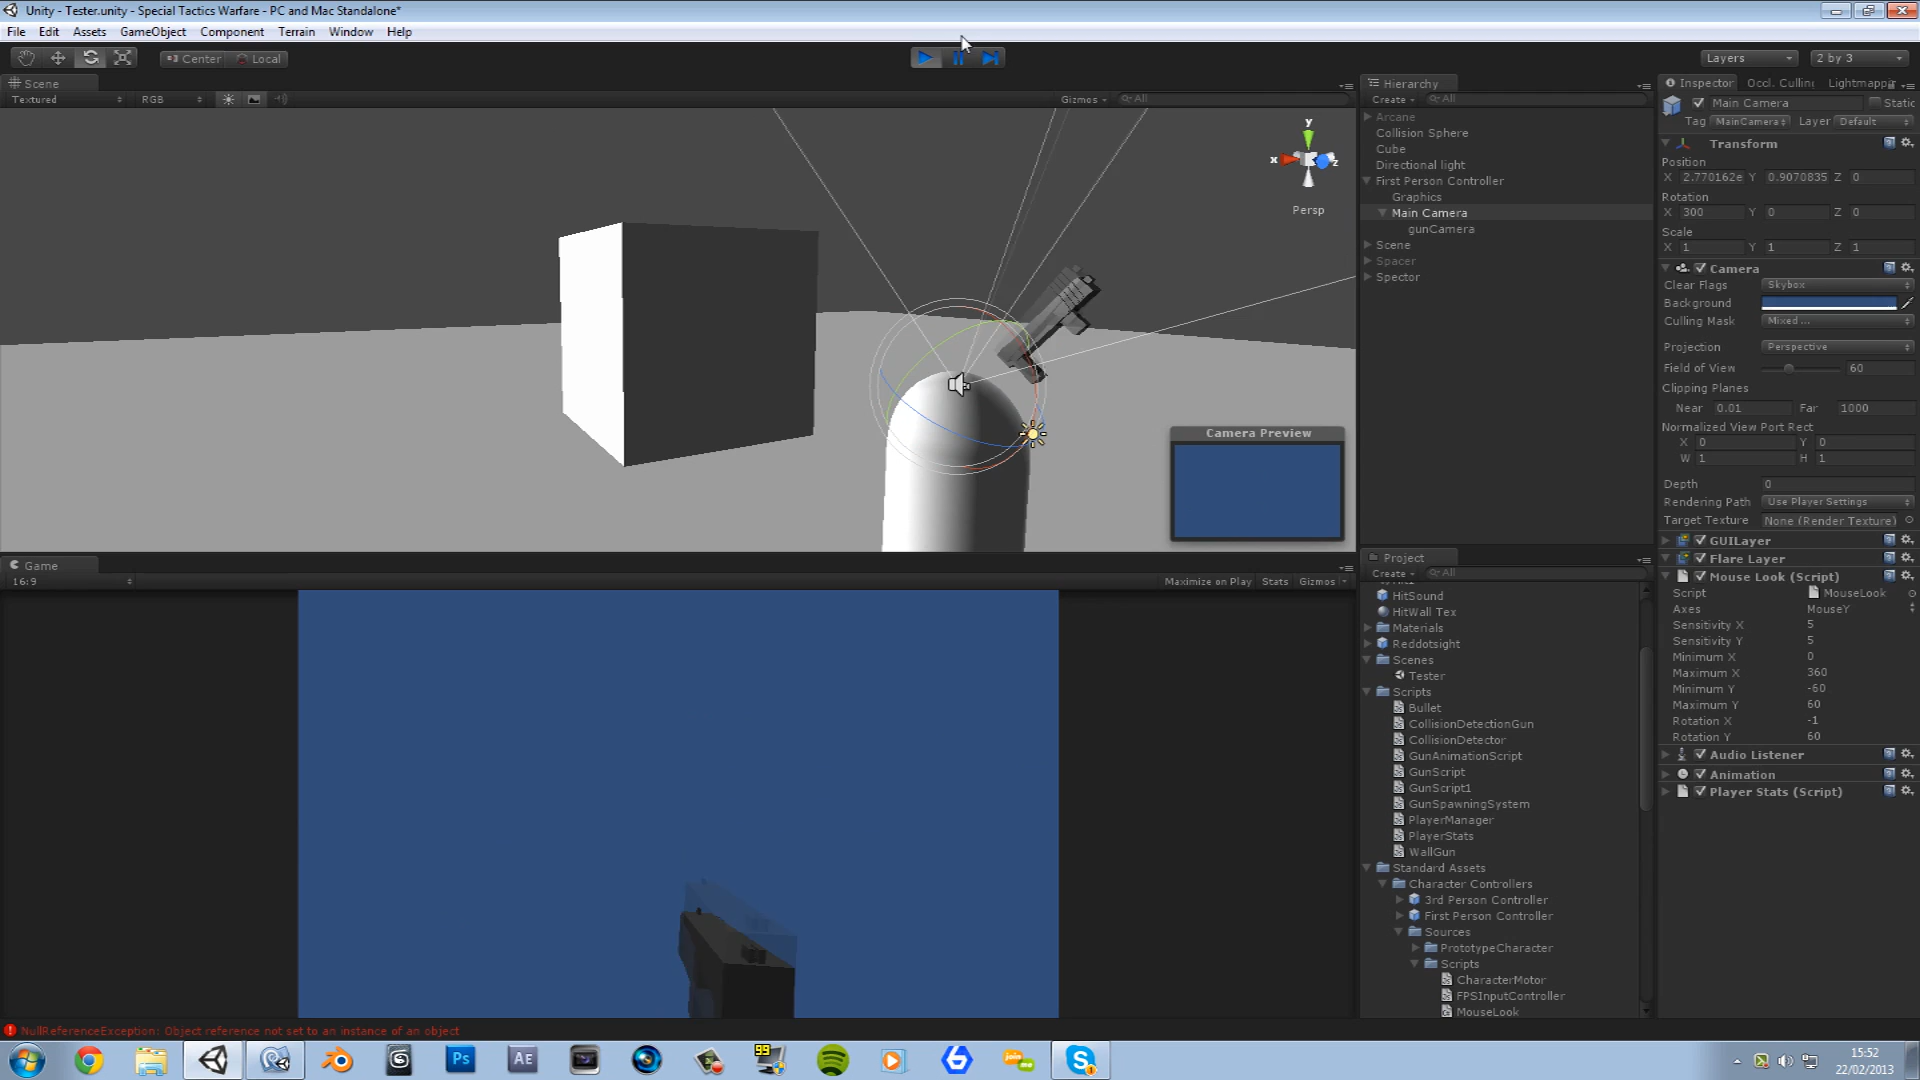 Unity - Tester.unity - Special Tactics Warfare - PC and Mac Standalone*
File Edit Assets GameObject Component Terrain Window Help
Center Local
Layers
2 by 3
Scene
Textured RGB
Gizmos All
y
x
z
Persp
Camera Preview
Game
16:9
Maximize on Play Stats Gizmos
Hierarchy
Create All
Arcane
Collision Sphere
Cube
Directional light
First Person Controller
Graphics
Main Camera
gunCamera
Scene
Spacer
Spector
Project
Create All
HitSound
HitWall Tex
Materials
Reddotsight
Scenes
Tester
Scripts
Bullet
CollisionDetectionGun
CollisionDetector
GunAnimationScript
GunScript
GunScript1
GunSpawningSystem
PlayerManager
PlayerStats
WallGun
Standard Assets
Character Controllers
3rd Person Controller
First Person Controller
Sources
PrototypeCharacter
Scripts
CharacterMotor
FPSInputController
MouseLook
Inspector Occl. Culling Lightmappir
Main Camera Static
Tag MainCamera Layer Default
Transform
Position
X 2.770162e Y 0.9070835 Z 0
Rotation
X 300 Y 0 Z 0
Scale
X 1 Y 1 Z 1
Camera
Clear Flags Skybox
Background
Culling Mask Mixed ...
Projection Perspective
Field of View 60
Clipping Planes
Near 0.01 Far 1000
Normalized View Port Rect
X 0 Y 0
W 1 H 1
Depth 0
Rendering Path Use Player Settings
Target Texture None (Render Texture)
GUILayer
Flare Layer
Mouse Look (Script)
Script MouseLook
Axes MouseY
Sensitivity X 5
Sensitivity Y 5
Minimum X 0
Maximum X 360
Minimum Y -60
Maximum Y 60
Rotation X -1
Rotation Y 60
Audio Listener
Animation
Player Stats (Script)
NullReferenceException: Object reference not set to an instance of an object
Ps
AE
99
15:52
22/02/2013